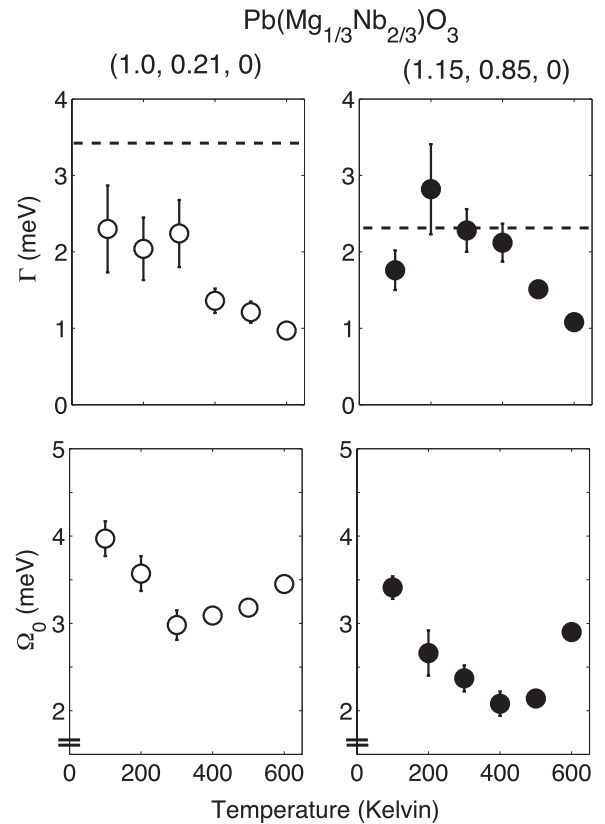 Pb(Mg1/3Nb2/3)O3
(1.0, 0.21, 0) (1.15, 0.85, 0)
4 4
3 3
Γ (meV)
2 2
1 1
0 0
5 5
4 4
Ω0 (meV)
3 3
2 2
0 200 400 600 0 200 400 600
Temperature (Kelvin)